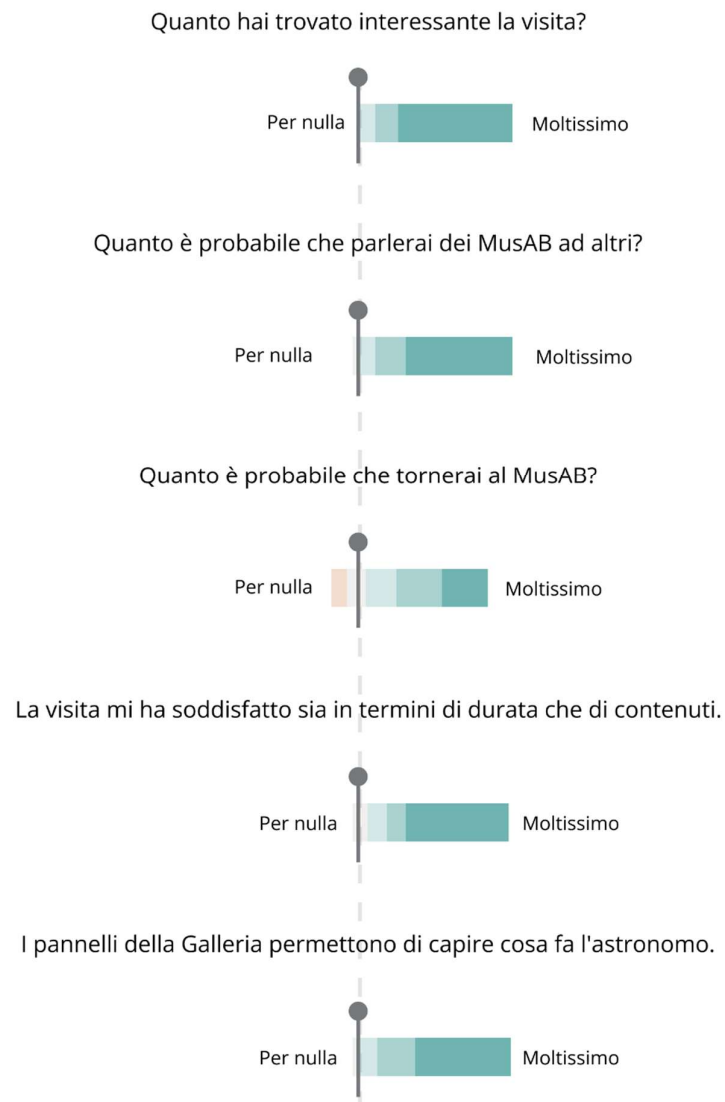 Quanto hai trovato interessante la visita?
Per nulla Moltissimo
Quanto è probabile che parlerai dei MusAB ad altri?
Per nulla Moltissimo
Quanto è probabile che tornerai al MusAB?
Per nulla Moltissimo
La visita mi ha soddisfatto sia in termini di durata che di contenuti.
Per nulla Moltissimo
I pannelli della Galleria permettono di capire cosa fa l'astronomo.
Per nulla Moltissimo